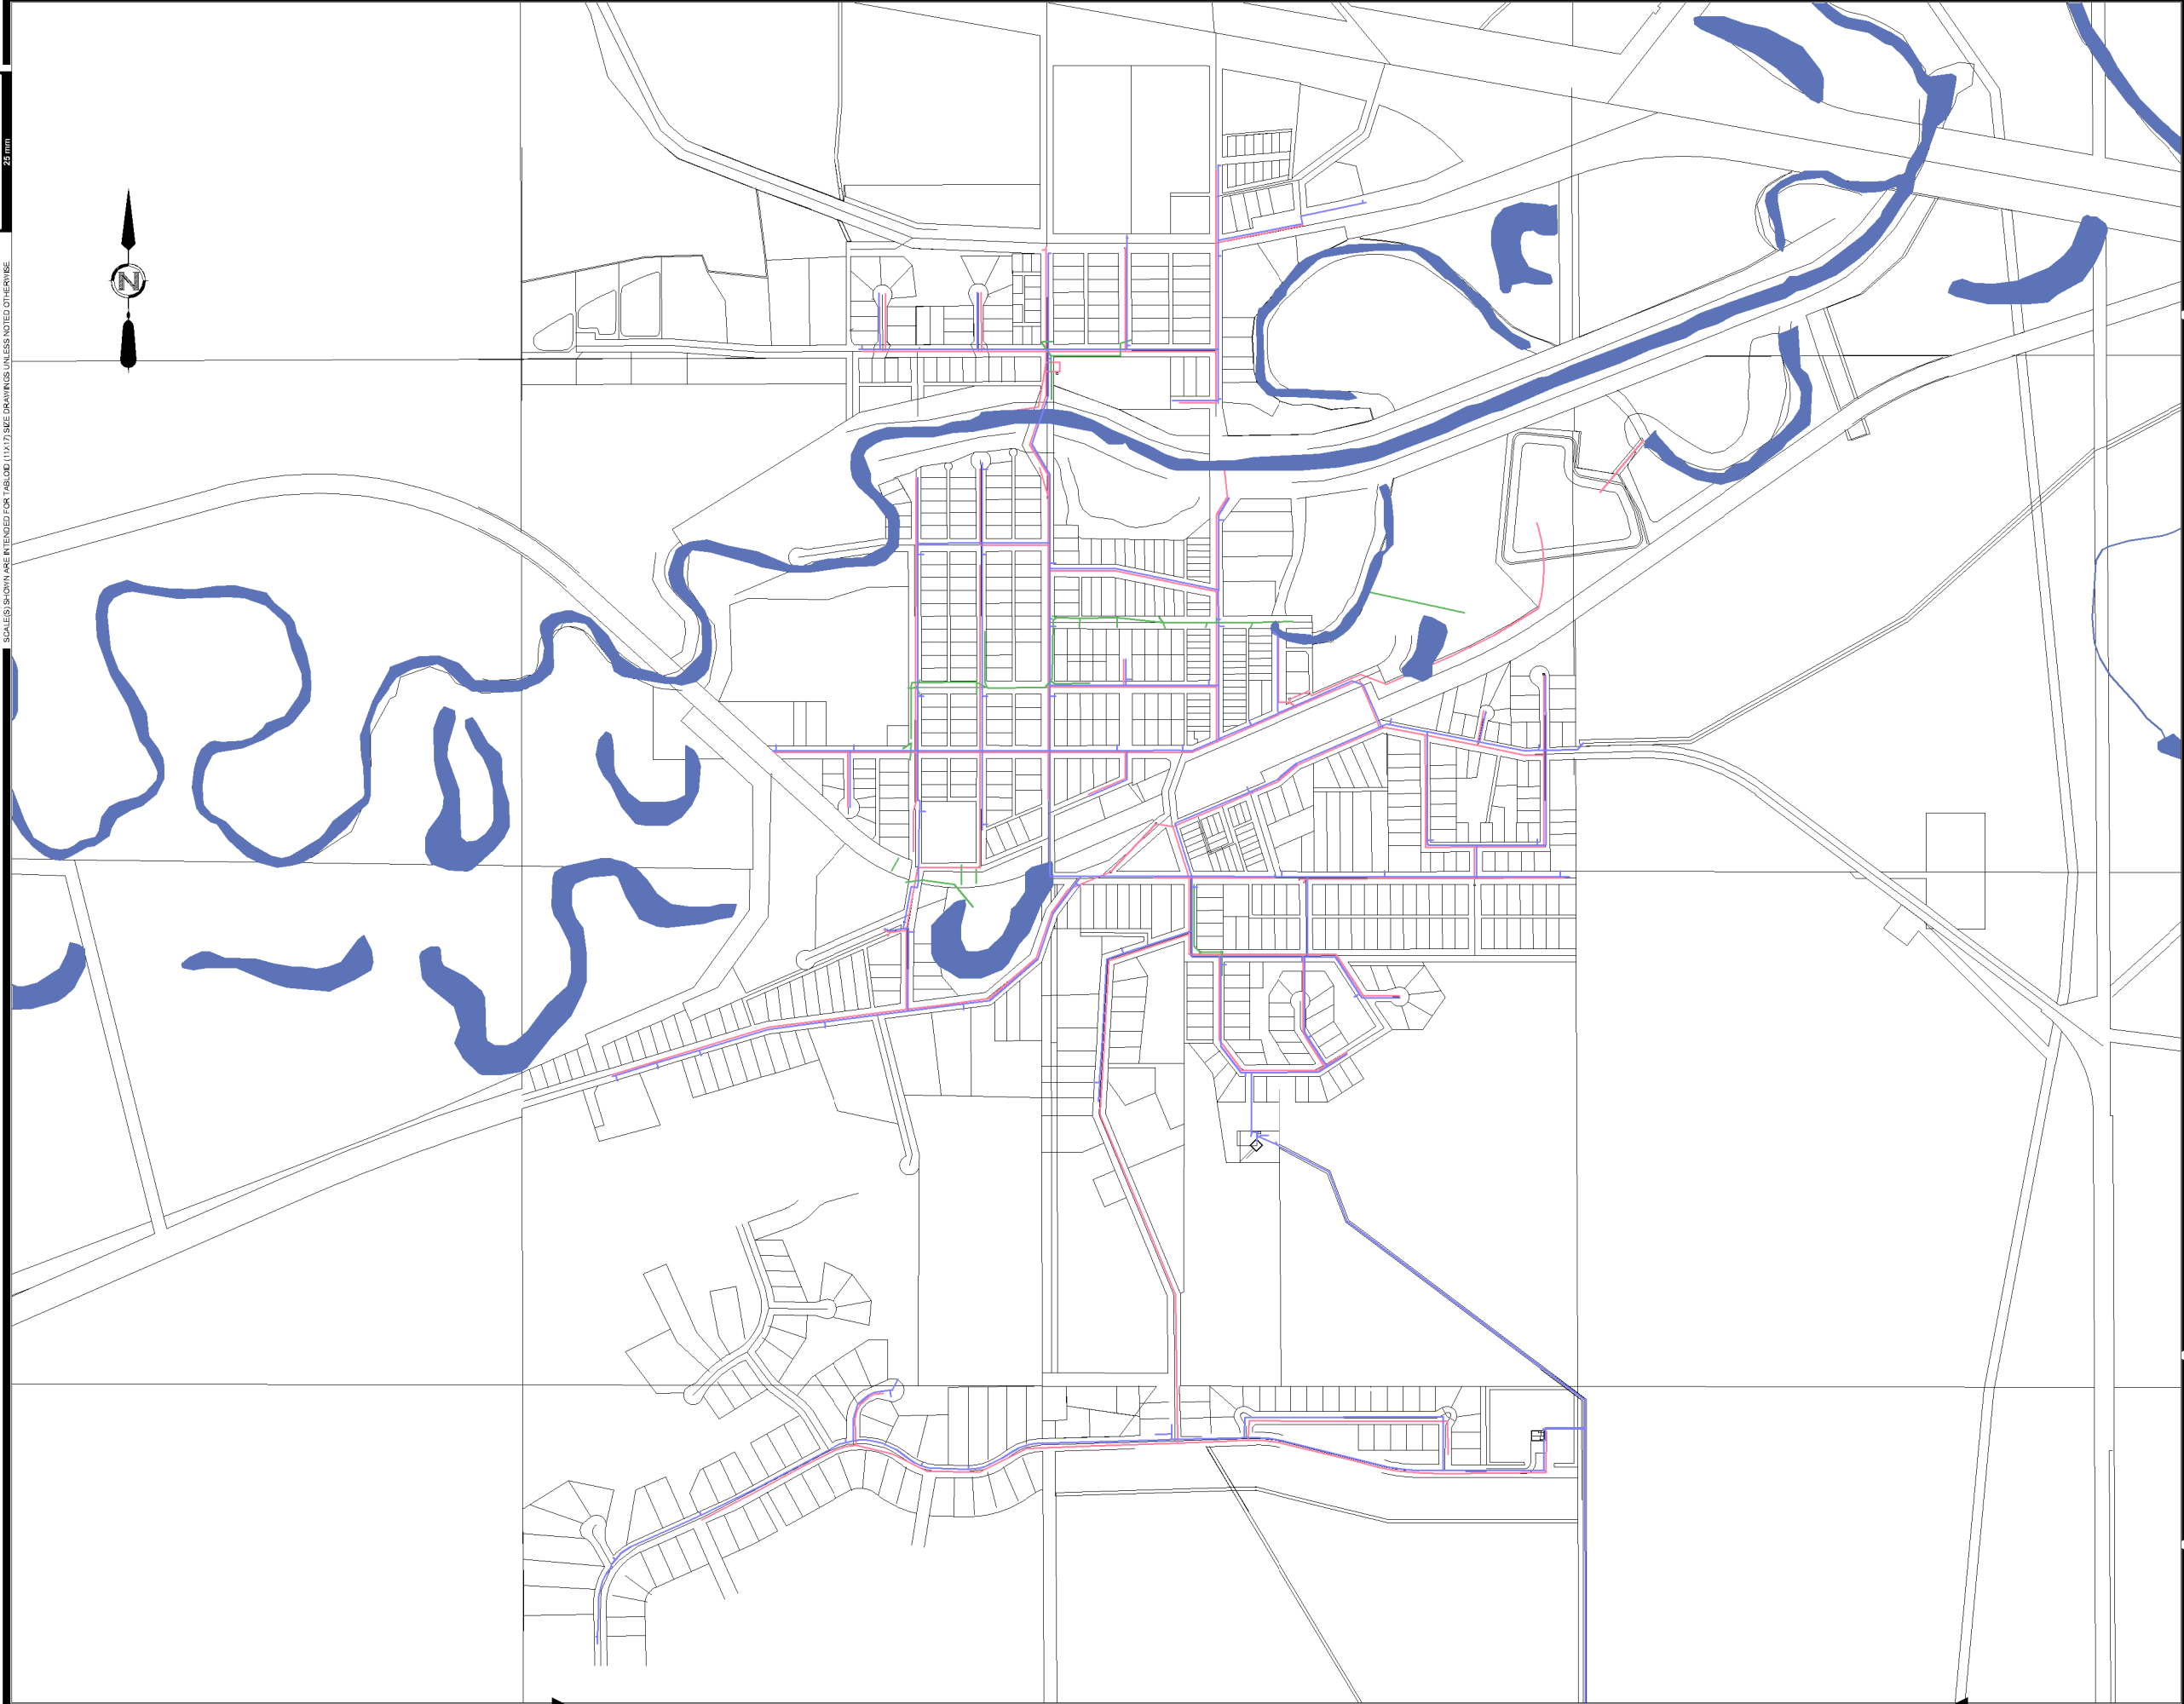 25 mm
SCALE(S) SHOWN ARE INTENDED FOR TABLOID (11X17) SIZE DRAWINGS UNLESS NOTED OTHERWISE
N